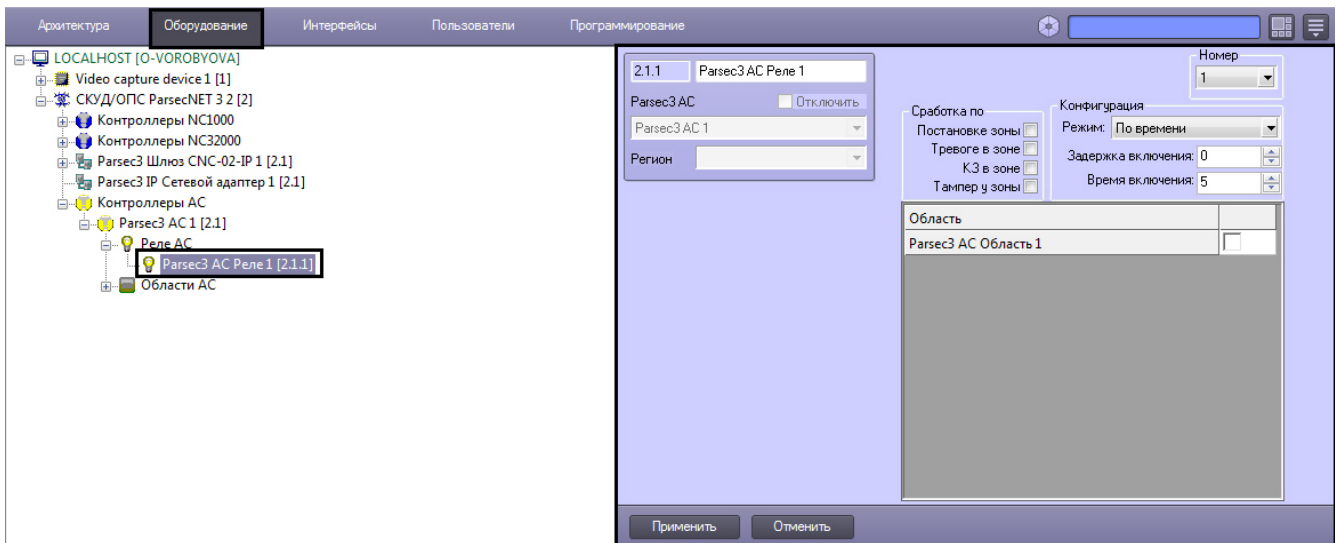 Архитектура Оборудование Интерфейсы Пользователи Программирование
LOCALHOST [O-VOROBYOVA]
Video capture device 1 [1]
СКУД/ОПС ParsecNET 3 2 [2]
Контроллеры NC1000
Контроллеры NC32000
Parsec3 Шлюз CNC-02-IP 1 [2.1]
Parsec3 IP Сетевой адаптер 1 [2.1]
Контроллеры AC
Parsec3 AC 1 [2.1]
Реле AC
Parsec3 AC Реле 1 [2.1.1]
Области AC
2.1.1 Parsec3 AC Реле 1
Parsec3 AC Отключить
Parsec3 AC 1
Регион
Номер
1
Сработка по
Постановке зоны
Тревоге в зоне
КЗ в зоне
Тампер у зоны
Конфигурация
Режим: По времени
Задержка включения: 0
Время включения: 5
Область
Parsec3 AC Область 1
Применить Отменить